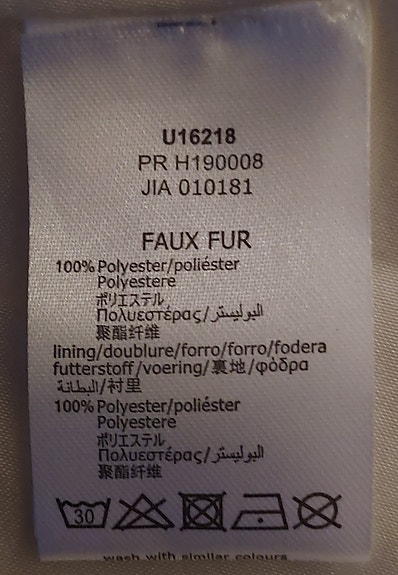 U16218
PR H190008
JIA 010181
FAUX FUR
100% Polyester/poliéster
Polyestere
ポリエステル
Πολυεστέρας/البوليستر
聚酯纤维
lining/doublure/forro/forro/fodera
futterstoff/voering/裏地/φόδρα
البطانة/衬里
100% Polyester/poliéster
Polyestere
ポリエステル
Πολυεστέρας/البوليستر
聚酯纤维
30
wash with similar colours